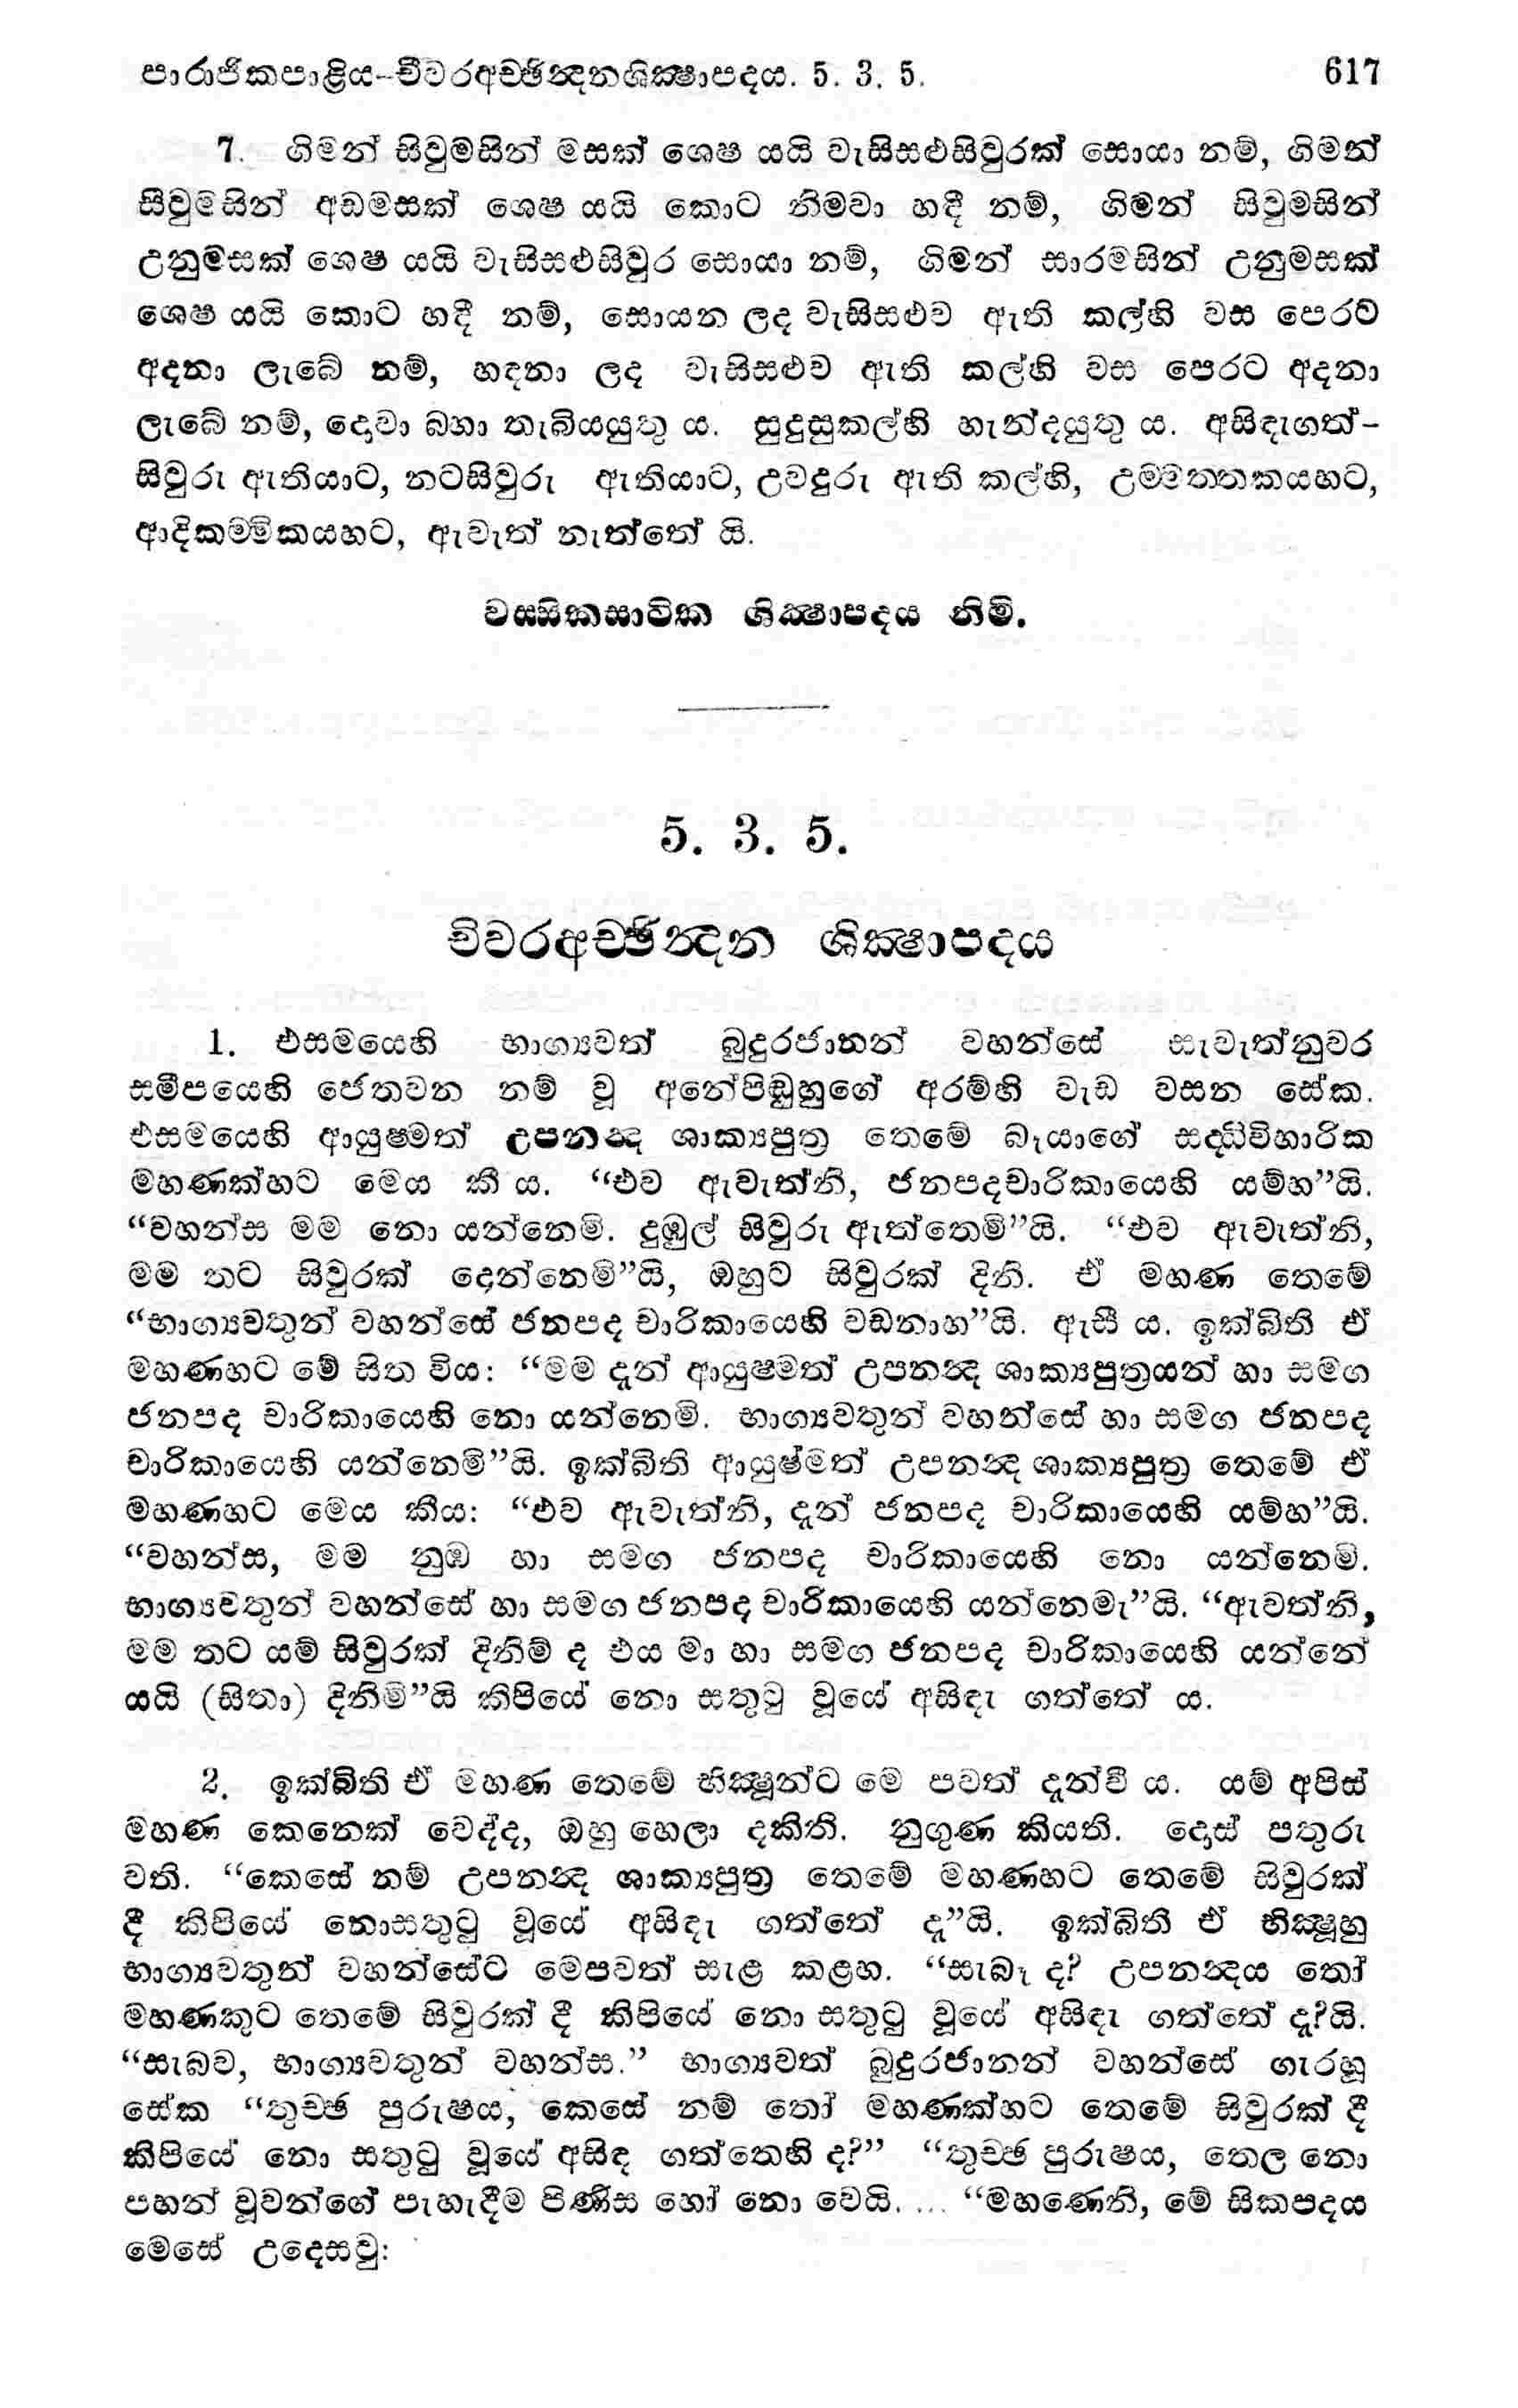 පාරාජිකපාළිය-චීවරඅච්ඡින්‍දනශික්‍ෂාපදය. 5. 3. 5. 617
7. ගිමන් සිවුමසින් මසක් ශෙෂ යයි වැසිසළුසිවුරක් සොයා නම්, ගිමන්
සිවුමසින් අඩමසක් ශෙෂ යයි කොට නිමවා හඳී නම්, ගිමන් සිවුමසින්
උනුමසක් ශෙෂ යයි වැසිසළුසිවුර සොයා නම්, ගිමන් සාරමසින් උනුමසක්
ශෙෂ යයි කොට හඳී නම්, සොයන ලද වැසිසළුව ඇති කල්හි වස පෙරට
අදනා ලැබේ නම්, හඳනා ලද වැසිසළුව ඇති කල්හි වස පෙරට අදනා
ලැබේ නම්, දොවා බහා තැබියයුතු ය. සුදුසුකල්හි හැන්දයුතු ය. අසිඳැගත්-
සිවුරු ඇතියාට, නටසිවුරු ඇතියාට, උවදුරු ඇති කල්හි, උම්මත්තකයහට,
ආදිකම්මිකයහට, ඇවැත් නැත්තේ යි.
වස්සිකසාටික ශික්‍ෂාපදය නිමි.
5. 3. 5.
චිවරඅච්ඡින්‍දන ශික්‍ෂාපදය
1. එසමයෙහි භාග්‍යවත් බුදුරජානන් වහන්සේ සැවැත්නුවර
සමීපයෙහි ජෙතවන නම් වූ අනේපිඬුහුගේ අරම්හි වැඩ වසන සේක.
එසමයෙහි ආයුෂමත් උපනන්‍ද ශාක්‍යපුත්‍ර තෙමේ බෑයාගේ සද්ධිවිහාරික
මහණක්හට මෙය කී ය. “එව ඇවැත්නි, ජනපදචාරිකායෙහි යම්හ”යි.
“වහන්ස මම නො යන්නෙමි. දුඹුල් සිවුරු ඇත්තෙමි”යි. “එව ඇවැත්නි,
මම තට සිවුරක් දෙන්නෙමි”යි, ඔහුට සිවුරක් දිනි. ඒ මහණ තෙමේ
“භාග්‍යවතුන් වහන්සේ ජනපද චාරිකායෙහි වඩනාහ”යි. ඇසී ය. ඉක්බිති ඒ
මහණහට මේ සිත විය: “මම දැන් ආයුෂමත් උපනන්‍ද ශාක්‍යපුත්‍රයන් හා සමග
ජනපද චාරිකායෙහි නො යන්නෙමි. භාග්‍යවතුන් වහන්සේ හා සමග ජනපද
චාරිකායෙහි යන්නෙමි”යි. ඉක්බිති ආයුෂ්මත් උපනන්‍ද ශාක්‍යපුත්‍ර තෙමේ ඒ
මහණහට මෙය කීය: “එව ඇවැත්නි, දැන් ජනපද චාරිකායෙහි යම්හ”යි.
“වහන්ස, මම නුඹ හා සමග ජනපද චාරිකායෙහි නො යන්නෙමි.
භාග්‍යවතුන් වහන්සේ හා සමග ජනපද චාරිකායෙහි යන්නෙමැ”යි. “ඇවත්නි,
මම තට යම් සිවුරක් දිනිම් ද එය මා හා සමග ජනපද චාරිකායෙහි යන්නේ
යයි (සිතා) දිනිමි”යි කිපියේ නො සතුටු වූයේ අසිඳැ ගත්තේ ය.
2. ඉක්බිති ඒ මහණ තෙමේ භික්‍ෂූන්ට මෙ පවත් දැන්වී ය. යම් අපිස්
මහණ කෙනෙක් වෙද්ද, ඔහු හෙලා දකිති. නුගුණ කියති. දොස් පතුරු
වති. “කෙසේ නම් උපනන්‍ද ශාක්‍යපුත්‍ර තෙමේ මහණහට තෙමේ සිවුරක්
දී කිපියේ නොසතුටු වූයේ අසිඳැ ගත්තේ ද”යි. ඉක්බිති ඒ භික්‍ෂූහු
භාග්‍යවතුන් වහන්සේට මෙපවත් සැළ කළහ. “සැබෑ ද? උපනන්‍දය තෝ
මහණකුට තෙමේ සිවුරක් දී කිපියේ නො සතුටු වූයේ අසිඳැ ගත්තේ ද?යි.
“සැබව, භාග්‍යවතුන් වහන්ස.” භාග්‍යවත් බුදුරජානන් වහන්සේ ගැරහූ
සේක “තුච්ඡ පුරුෂය, කෙසේ නම් තෝ මහණක්හට තෙමේ සිවුරක් දී
කිපියේ නො සතුටු වූයේ අසිඳ ගත්තෙහි ද?” “තුච්ඡ පුරුෂය, තෙල නො
පහන් වූවන්ගේ පැහැදීම පිණිස හෝ නො වෙයි. ... “මහණෙනි, මේ සිකපදය
මෙසේ උදෙසවු: